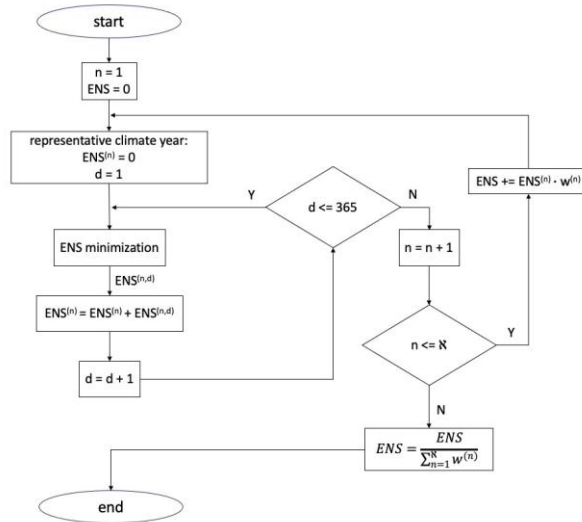 start
n = 1
ENS = 0
representative climate year:
ENS⁽ⁿ⁾ = 0
d = 1
ENS minimization
ENS⁽ⁿ,ᵈ⁾
ENS⁽ⁿ⁾ = ENS⁽ⁿ⁾ + ENS⁽ⁿ,ᵈ⁾
d = d + 1
Y
d <= 365
N
n = n + 1
n <= ℵ
Y
ENS += ENS⁽ⁿ⁾ · w⁽ⁿ⁾
N
ENS = ENS / ∑ₙ₌₁^ℵ w⁽ⁿ⁾
end